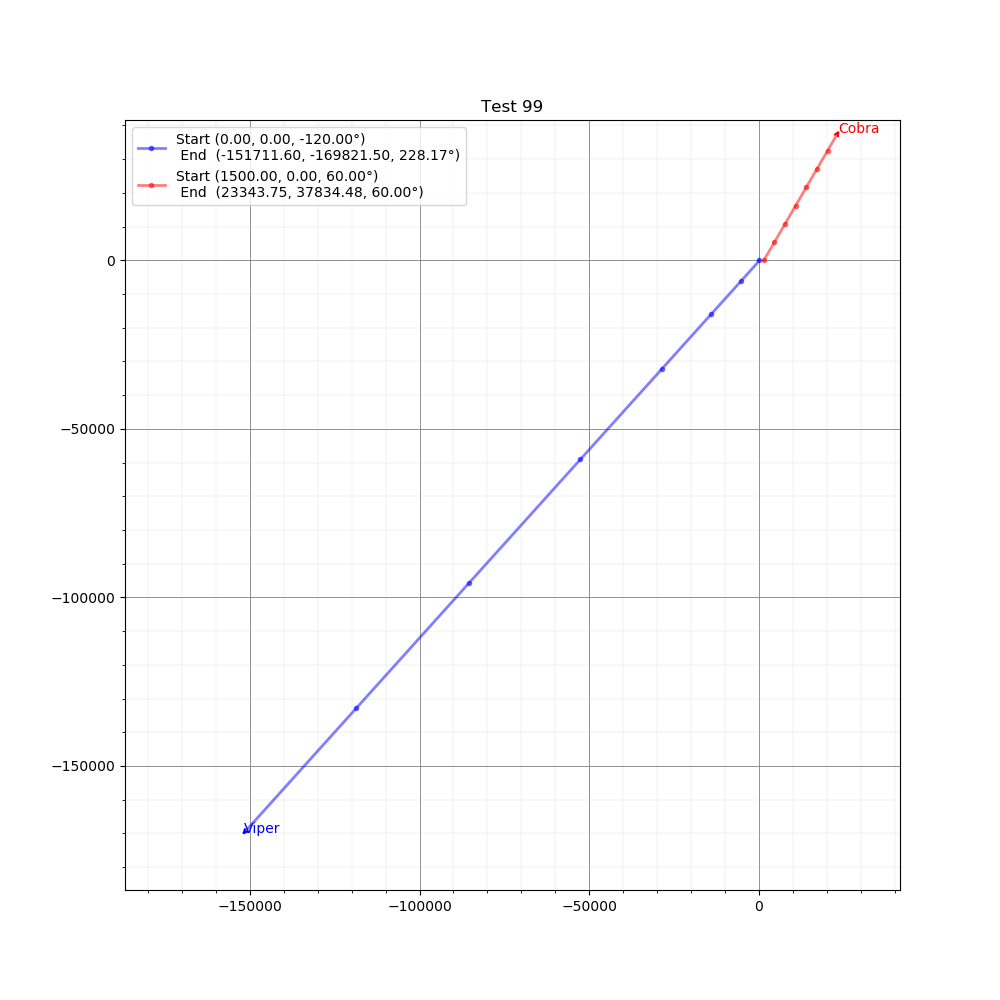 Test 99
Start (0.00, 0.00, -120.00°)
End (-151711.60, -169821.50, 228.17°)
Start (1500.00, 0.00, 60.00°)
End (23343.75, 37834.48, 60.00°)
Cobra
0
−50000
−100000
−150000
Viper
−150000
−100000
−50000
0